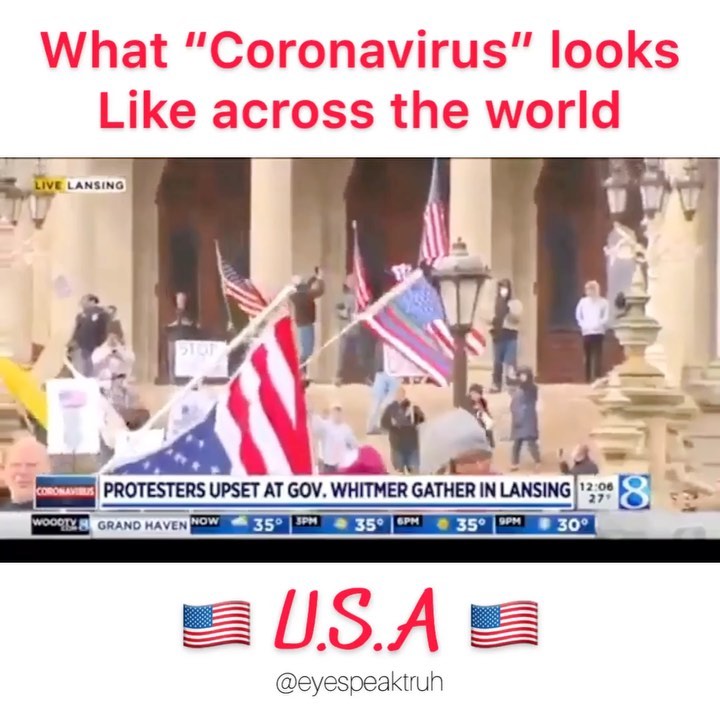 What “Coronavirus” looks
Like across the world
LIVE LANSING
STOP
CORONAVIRUS PROTESTERS UPSET AT GOV. WHITMER GATHER IN LANSING 12:06 8
27°
WOODTV 8 GRAND HAVEN NOW 35° 3PM 35° 6PM 35° 9PM 30°
.COM
U.S.A
@eyespeaktruh